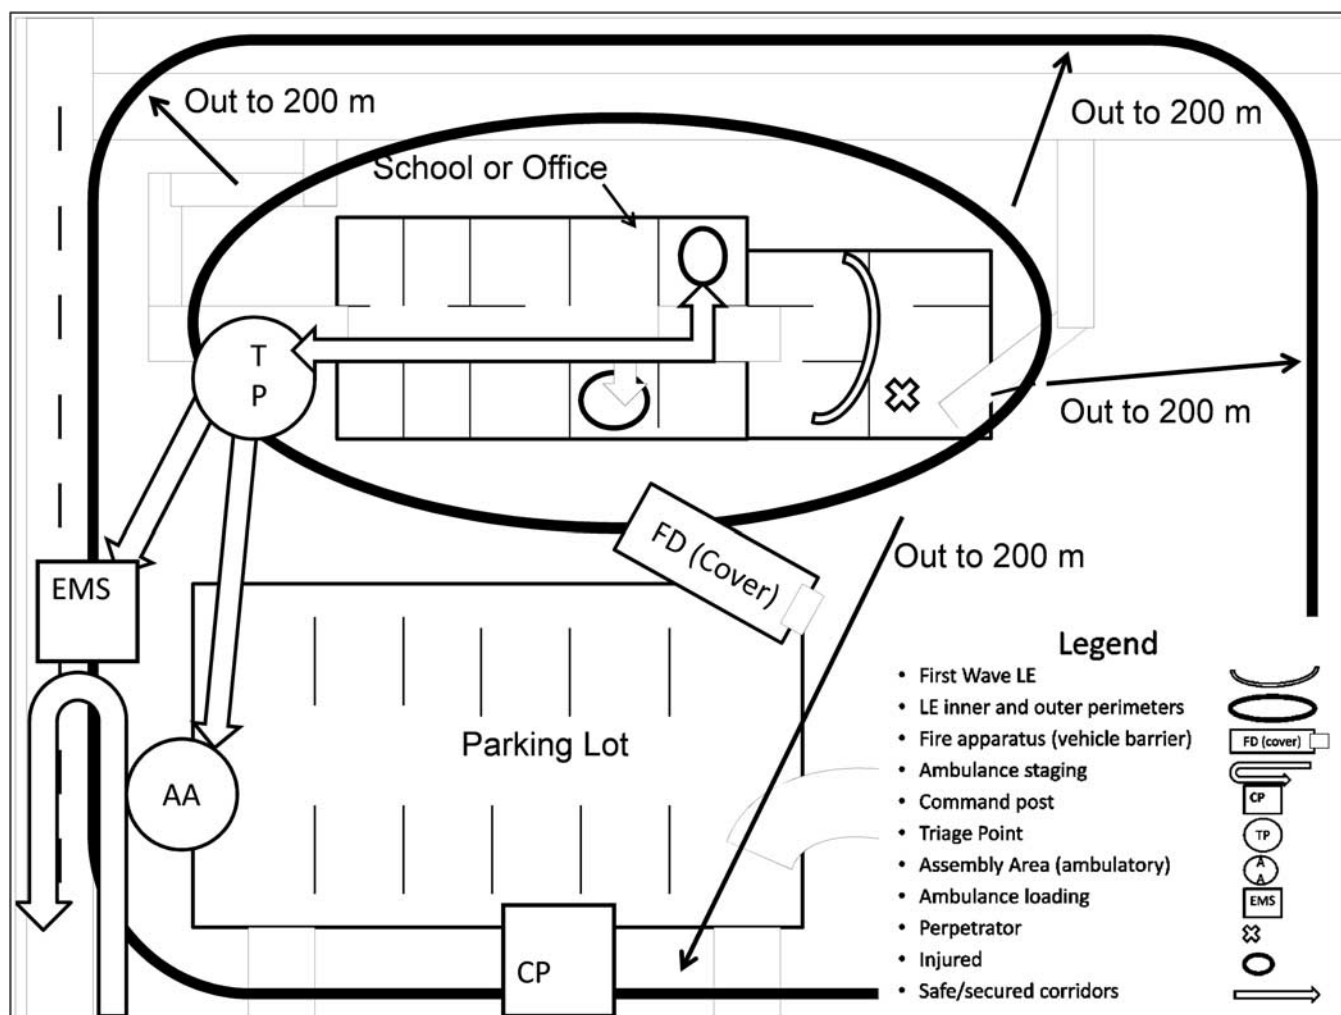 Out to 200 m
Out to 200 m
School or Office
T
P
Out to 200 m
FD (Cover)
Out to 200 m
EMS
Parking Lot
AA
CP
Legend
• First Wave LE
• LE inner and outer perimeters
• Fire apparatus (vehicle barrier) FD (cover)
• Ambulance staging
• Command post CP
• Triage Point TP
• Assembly Area (ambulatory) A A
• Ambulance loading EMS
• Perpetrator
• Injured
• Safe/secured corridors